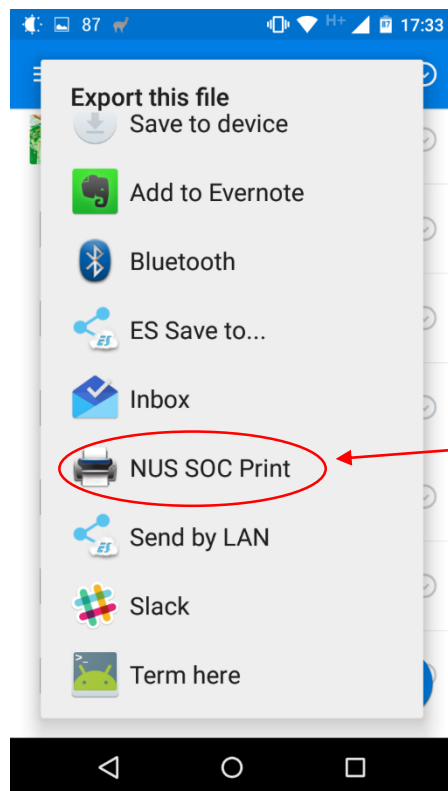 87 H+ 87 17:33
Export this file
Save to device
Add to Evernote
Bluetooth
ES Save to...
Inbox
NUS SOC Print
Send by LAN
Slack
Term here